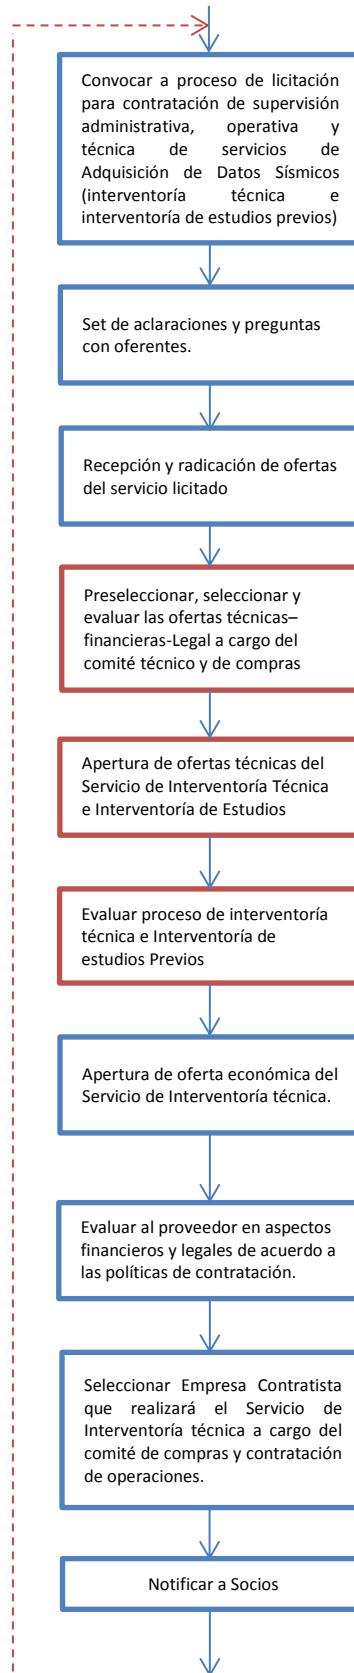 Convocar a proceso de licitación
para contratación de supervisión
administrativa, operativa y
técnica de servicios de
Adquisición de Datos Sísmicos
(interventoría técnica e
interventoría de estudios previos)
Set de aclaraciones y preguntas
con oferentes.
Recepción y radicación de ofertas
del servicio licitado
Preseleccionar, seleccionar y
evaluar las ofertas técnicas–
financieras-Legal a cargo del
comité técnico y de compras
Apertura de ofertas técnicas del
Servicio de Interventoría Técnica
e Interventoría de Estudios
Evaluar proceso de interventoría
técnica e Interventoría de
estudios Previos
Apertura de oferta económica del
Servicio de Interventoría técnica.
Evaluar al proveedor en aspectos
financieros y legales de acuerdo a
las políticas de contratación.
Seleccionar Empresa Contratista
que realizará el Servicio de
Interventoría técnica a cargo del
comité de compras y contratación
de operaciones.
Notificar a Socios